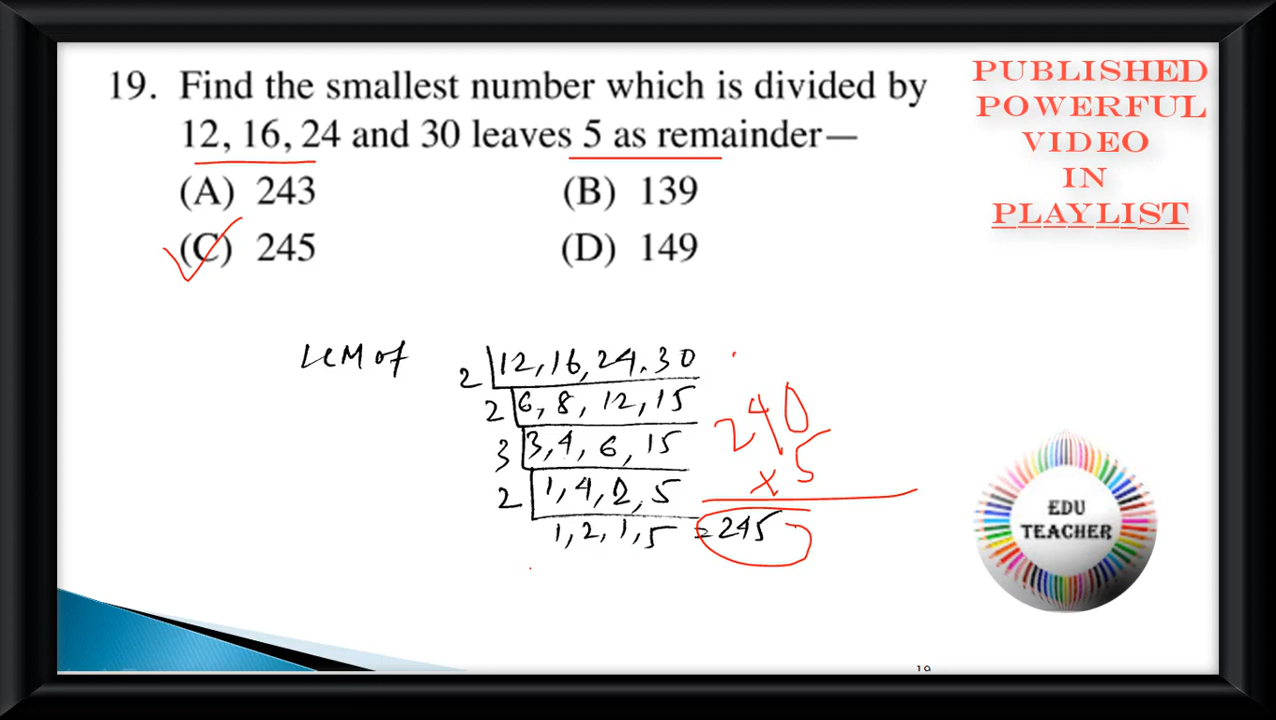 19. Find the smallest number which is divided by
12, 16, 24 and 30 leaves 5 as remainder—
(A) 243 (B) 139
(C) 245 (D) 149
PUBLISHED
POWERFUL
VIDEO
IN
PLAYLIST
LCM of
2 12, 16, 24, 30
2 6, 8, 12, 15
3 3, 4, 6, 15
2 1, 4, 2, 5
1, 2, 1, 5 = 245
240
x 5
EDU
TEACHER
19